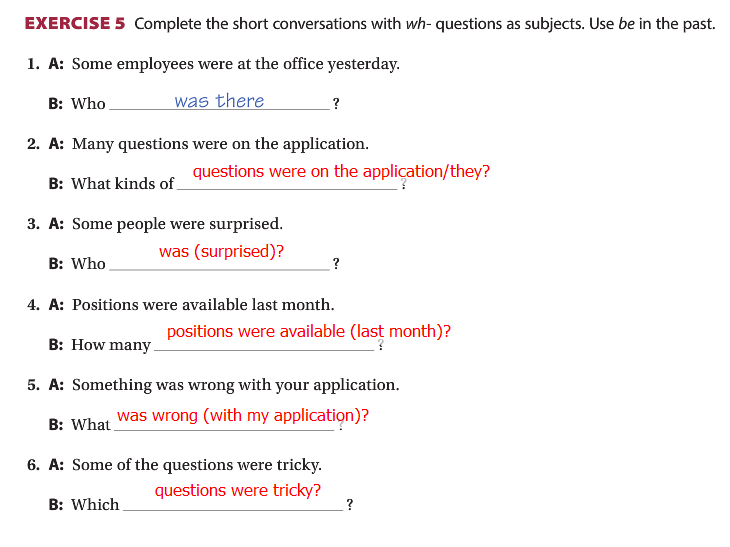 EXERCISE 5 Complete the short conversations with wh- questions as subjects. Use be in the past.
1. A: Some employees were at the office yesterday.
B: Who was there ?
2. A: Many questions were on the application.
B: What kinds of questions were on the application/they? ?
3. A: Some people were surprised.
B: Who was (surprised)? ?
4. A: Positions were available last month.
B: How many positions were available (last month)? ?
5. A: Something was wrong with your application.
B: What was wrong (with my application)? ?
6. A: Some of the questions were tricky.
B: Which questions were tricky? ?